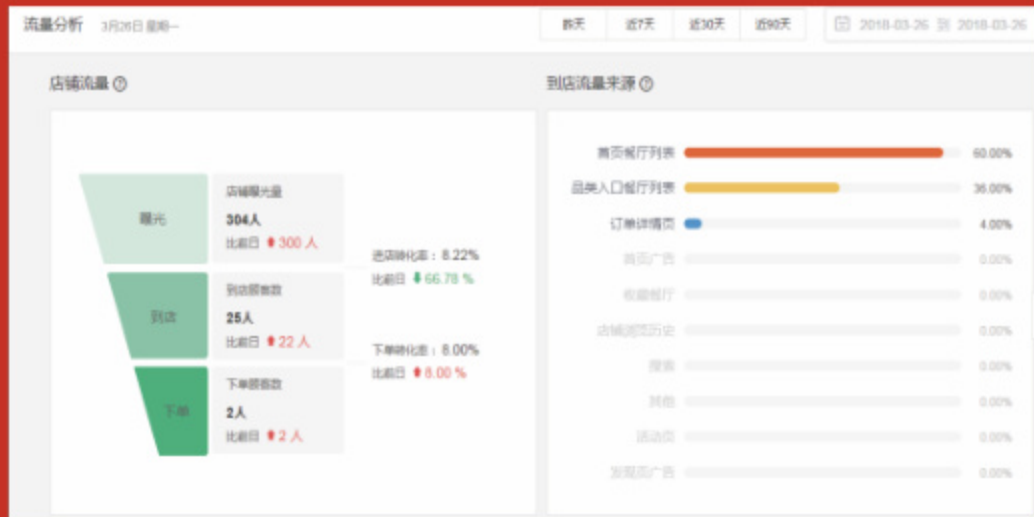 流量分析 3月26日 星期一
昨天 近7天 近30天 近90天 2018-03-26 到 2018-03-26
店铺流量 ?
曝光
店铺曝光量
304人
比前日 300 人
进店转化率：8.22%
比前日 66.78 %
到店
到店顾客数
25人
比前日 22 人
下单转化率：8.00%
比前日 8.00 %
下单
下单顾客数
2人
比前日 2 人
到店流量来源 ?
首页餐厅列表 60.00%
品类入口餐厅列表 36.00%
订单详情页 4.00%
首页广告 0.00%
收藏餐厅 0.00%
店铺浏览历史 0.00%
搜索 0.00%
其他 0.00%
活动页 0.00%
发现页广告 0.00%